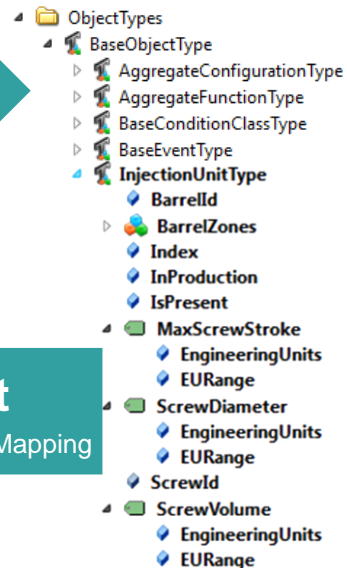 ObjectTypes
BaseObjectType
AggregateConfigurationType
AggregateFunctionType
BaseConditionClassType
BaseEventType
InjectionUnitType
BarrelId
BarrelZones
Index
InProduction
IsPresent
MaxScrewStroke
EngineeringUnits
EURange
ScrewDiameter
EngineeringUnits
EURange
ScrewId
ScrewVolume
EngineeringUnits
EURange
t
Mapping